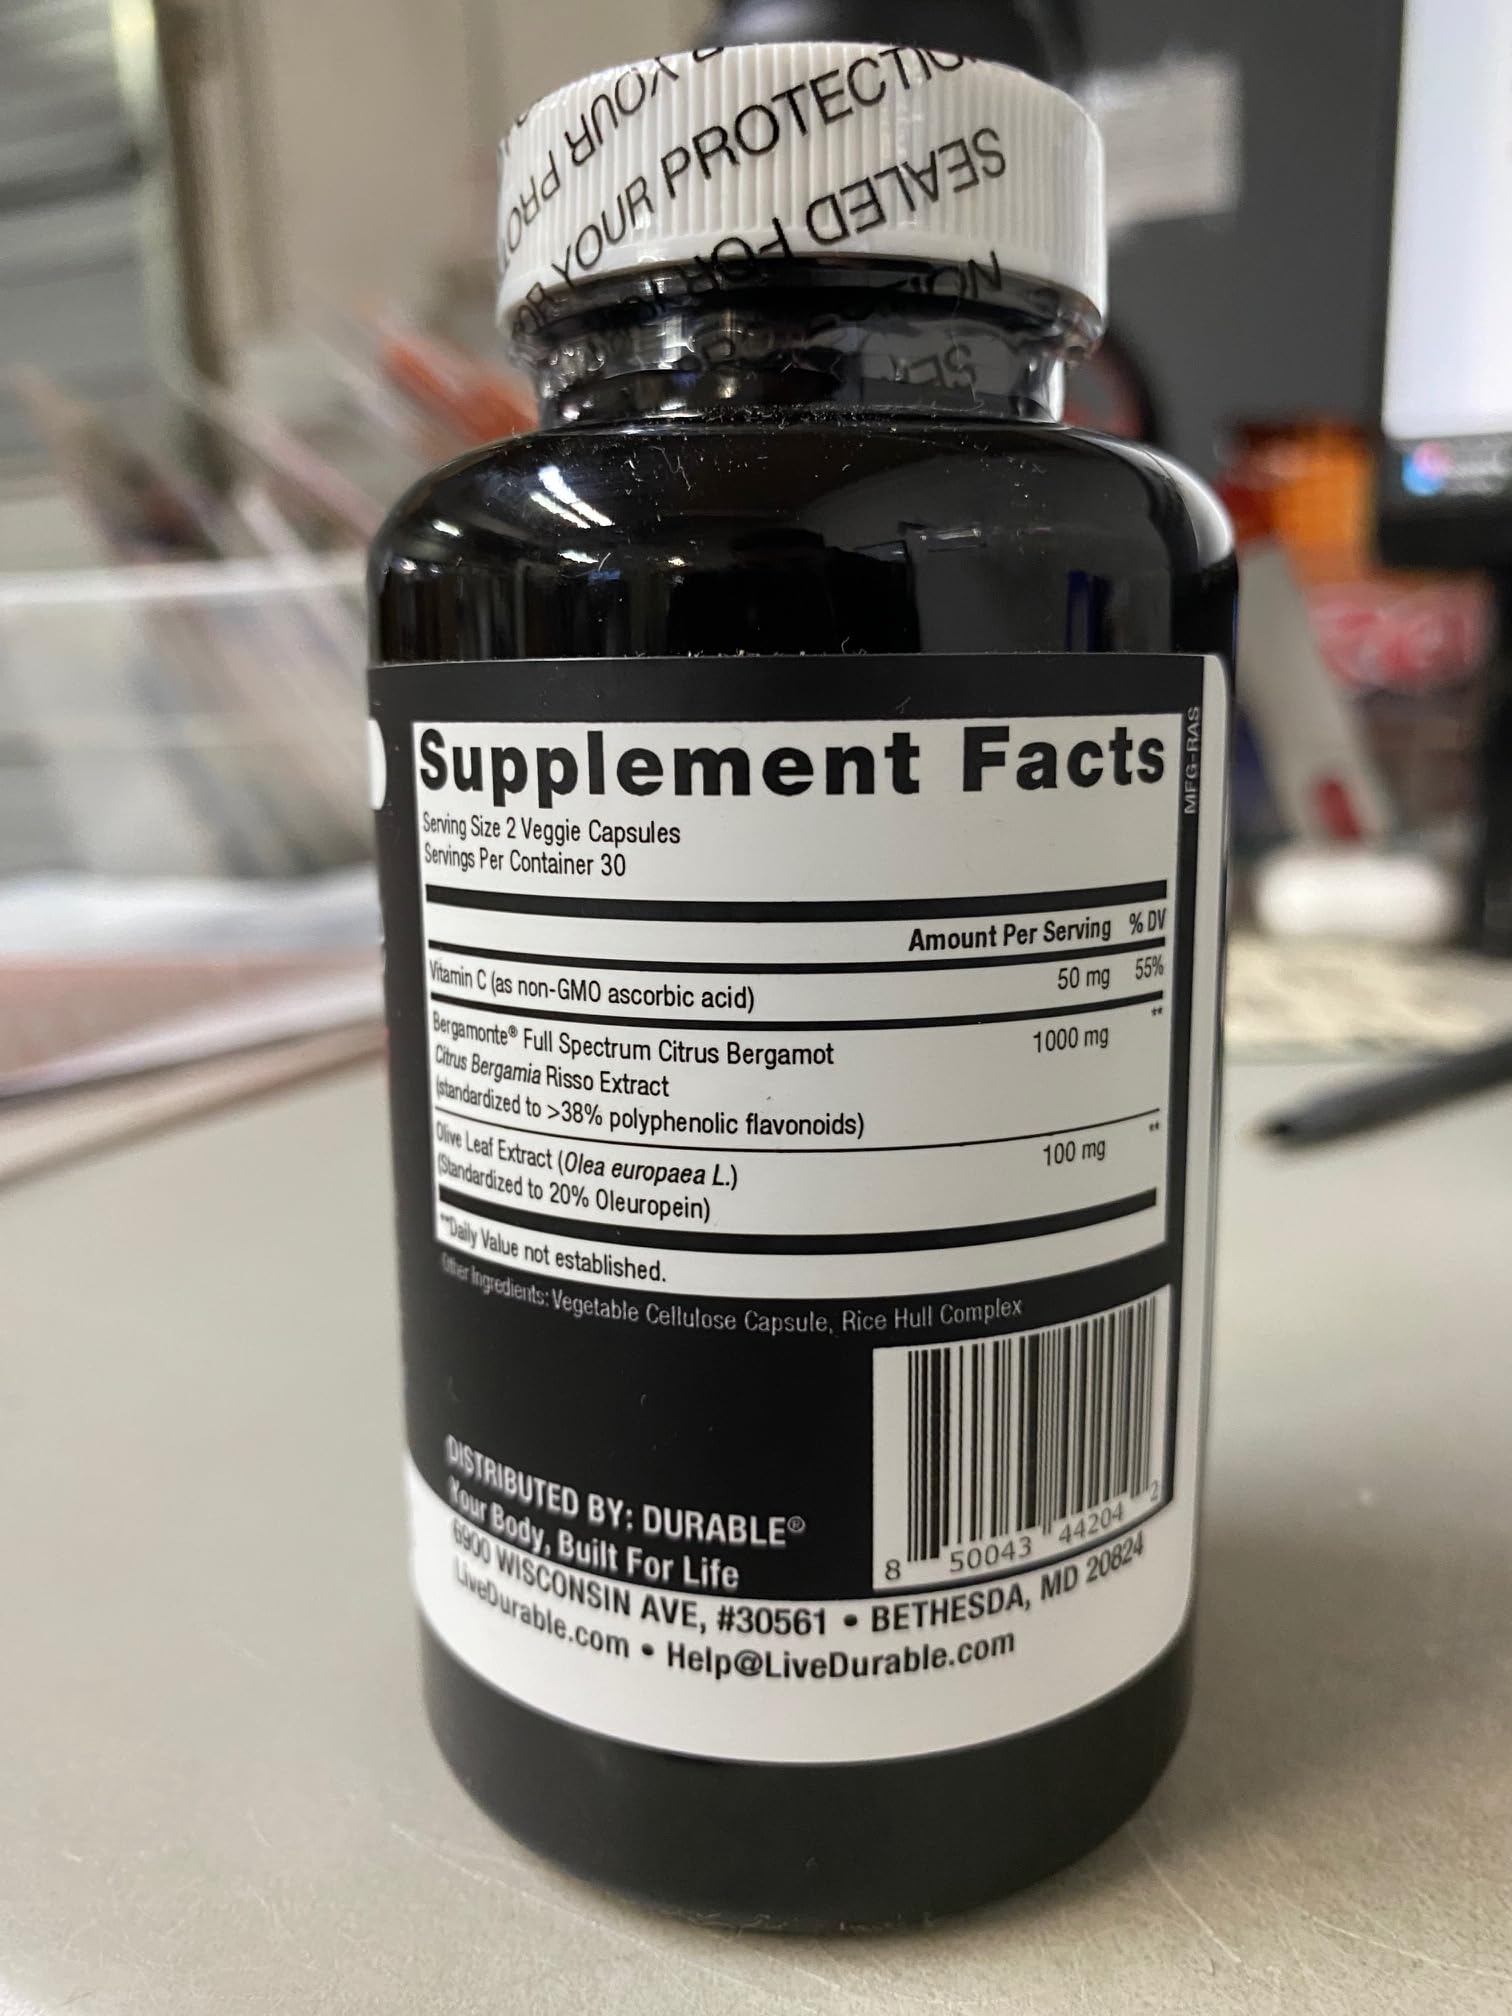 YOUR PRO
YOUR PROTECTIO
SEALED FOR
Supplement Facts
MFG-RAS
Serving Size 2 Veggie Capsules
Servings Per Container 30
Amount Per Serving % DV
Vitamin C (as non-GMO ascorbic acid) 50 mg 55%
Bergamonte® Full Spectrum Citrus Bergamot 1000 mg **
Citrus Bergamia Risso Extract
(standardized to >38% polyphenolic flavonoids)
Olive Leaf Extract (Olea europaea L.) 100 mg **
(Standardized to 20% Oleuropein)
**Daily Value not established.
Other Ingredients: Vegetable Cellulose Capsule, Rice Hull Complex
8 50043 44204 2
DISTRIBUTED BY: DURABLE®
Your Body, Built For Life
6900 WISCONSIN AVE, #30561 • BETHESDA, MD 20824
LiveDurable.com • Help@LiveDurable.com